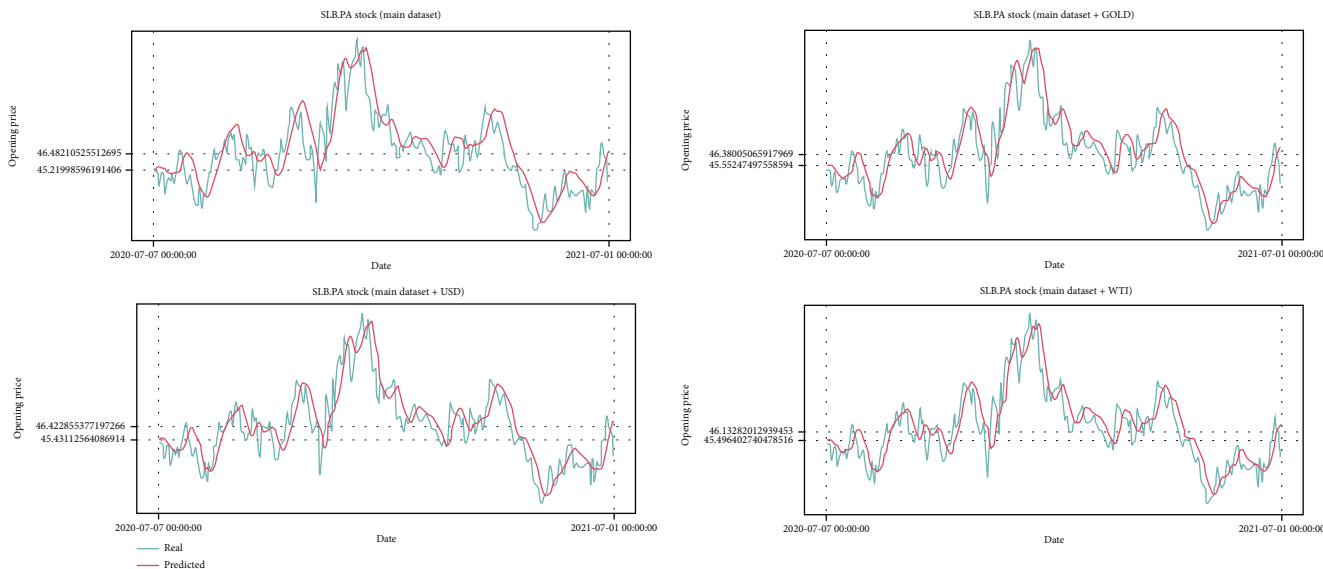 SLB.PA stock (main dataset)
Opening price
46.48210525512695
45.21998596191406
2020-07-07 00:00:00
2021-07-01 00:00:00
Date
SLB.PA stock (main dataset + GOLD)
Opening price
46.38005065917969
45.55247497558594
2020-07-07 00:00:00
2021-07-01 00:00:00
Date
SLB.PA stock (main dataset + USD)
Opening price
46.422855377197266
45.43112564086914
2020-07-07 00:00:00
2021-07-01 00:00:00
Date
Real
Predicted
SLB.PA stock (main dataset + WTI)
Opening price
46.13282012939453
45.496402740478516
2020-07-07 00:00:00
2021-07-01 00:00:00
Date